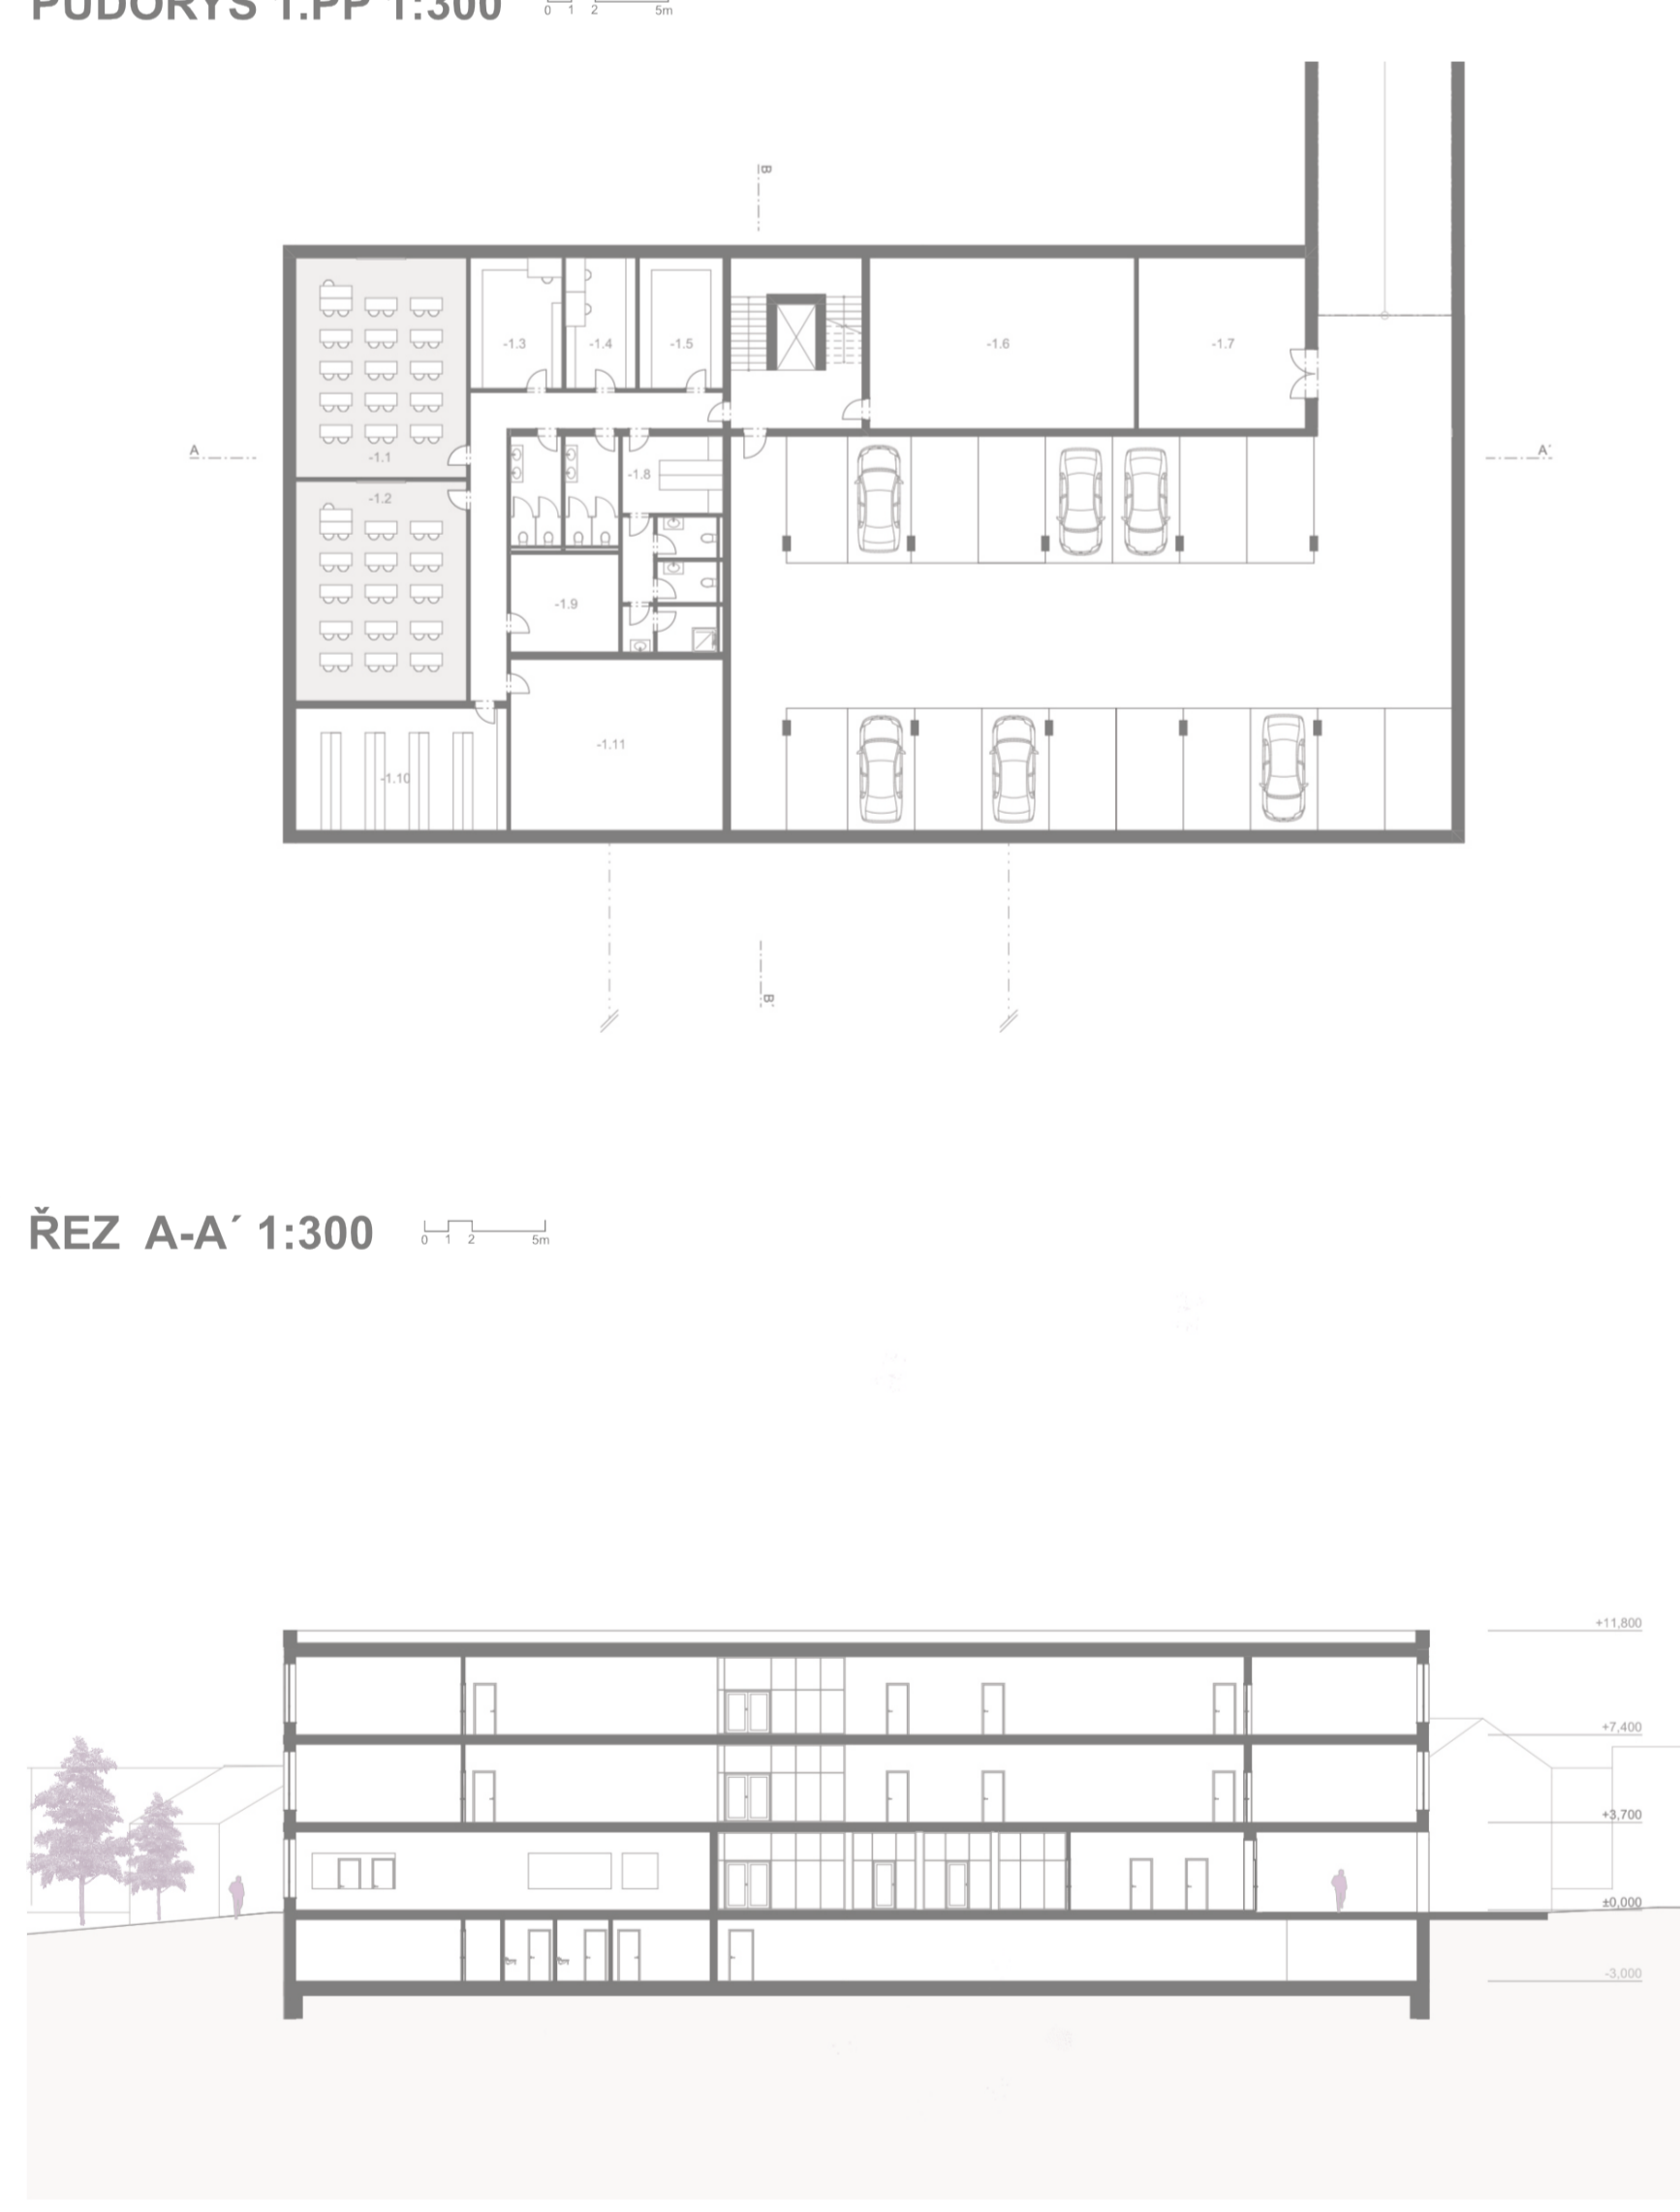 PŮDORYS 1.PP 1:300
0 1 2 5m
B
-1.3 -1.4 -1.5 -1.6 -1.7
A A´
-1.1
-1.8
-1.2
-1.9
-1.11
-1.10
B´
ŘEZ A-A´ 1:300
0 1 2 5m
+11,800
+7,400
+3,700
±0,000
-3,000